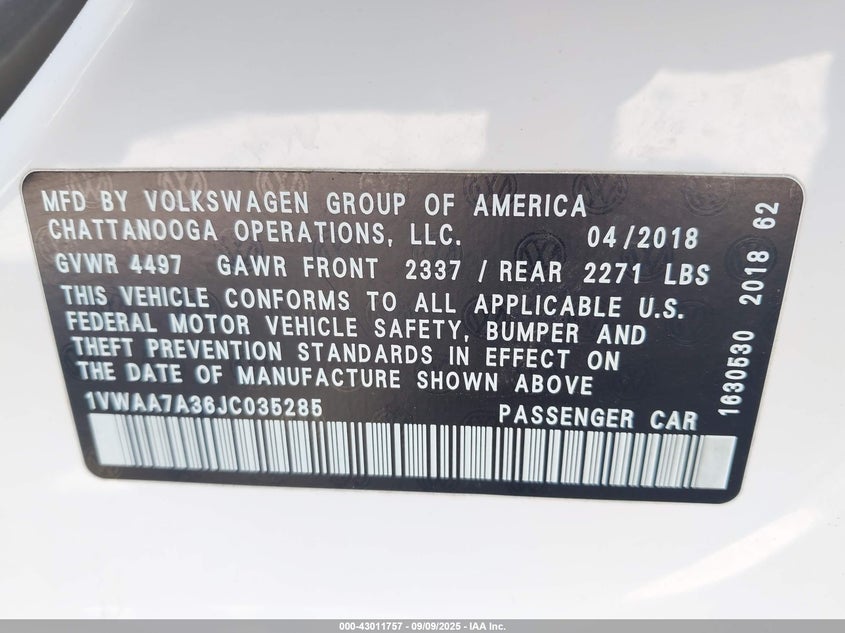 MFD BY VOLKSWAGEN GROUP OF AMERICA
CHATTANOOGA OPERATIONS, LLC. 04/2018
GVWR 4497 GAWR FRONT 2337 / REAR 2271 LBS
THIS VEHICLE CONFORMS TO ALL APPLICABLE U.S.
FEDERAL MOTOR VEHICLE SAFETY, BUMPER AND
THEFT PREVENTION STANDARDS IN EFFECT ON
THE DATE OF MANUFACTURE SHOWN ABOVE
1VWAA7A36JC035285 PASSENGER CAR
1630530 2018 62
000-43011757 - 09/09/2025 - IAA Inc.